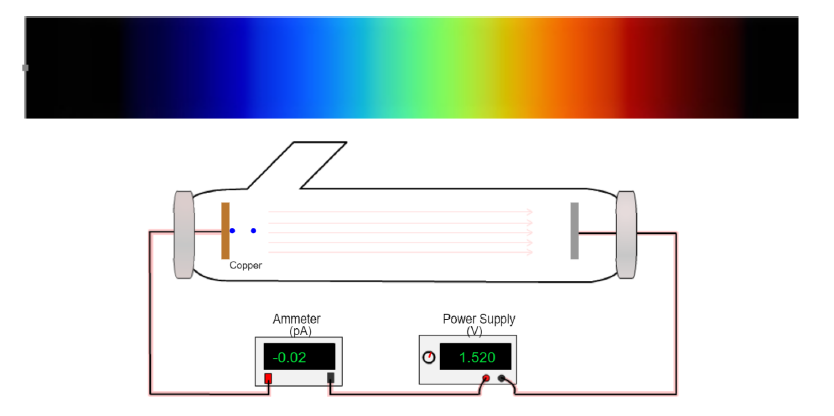 Copper
Ammeter
(pA)
-0.02
Power Supply
(V)
1.520